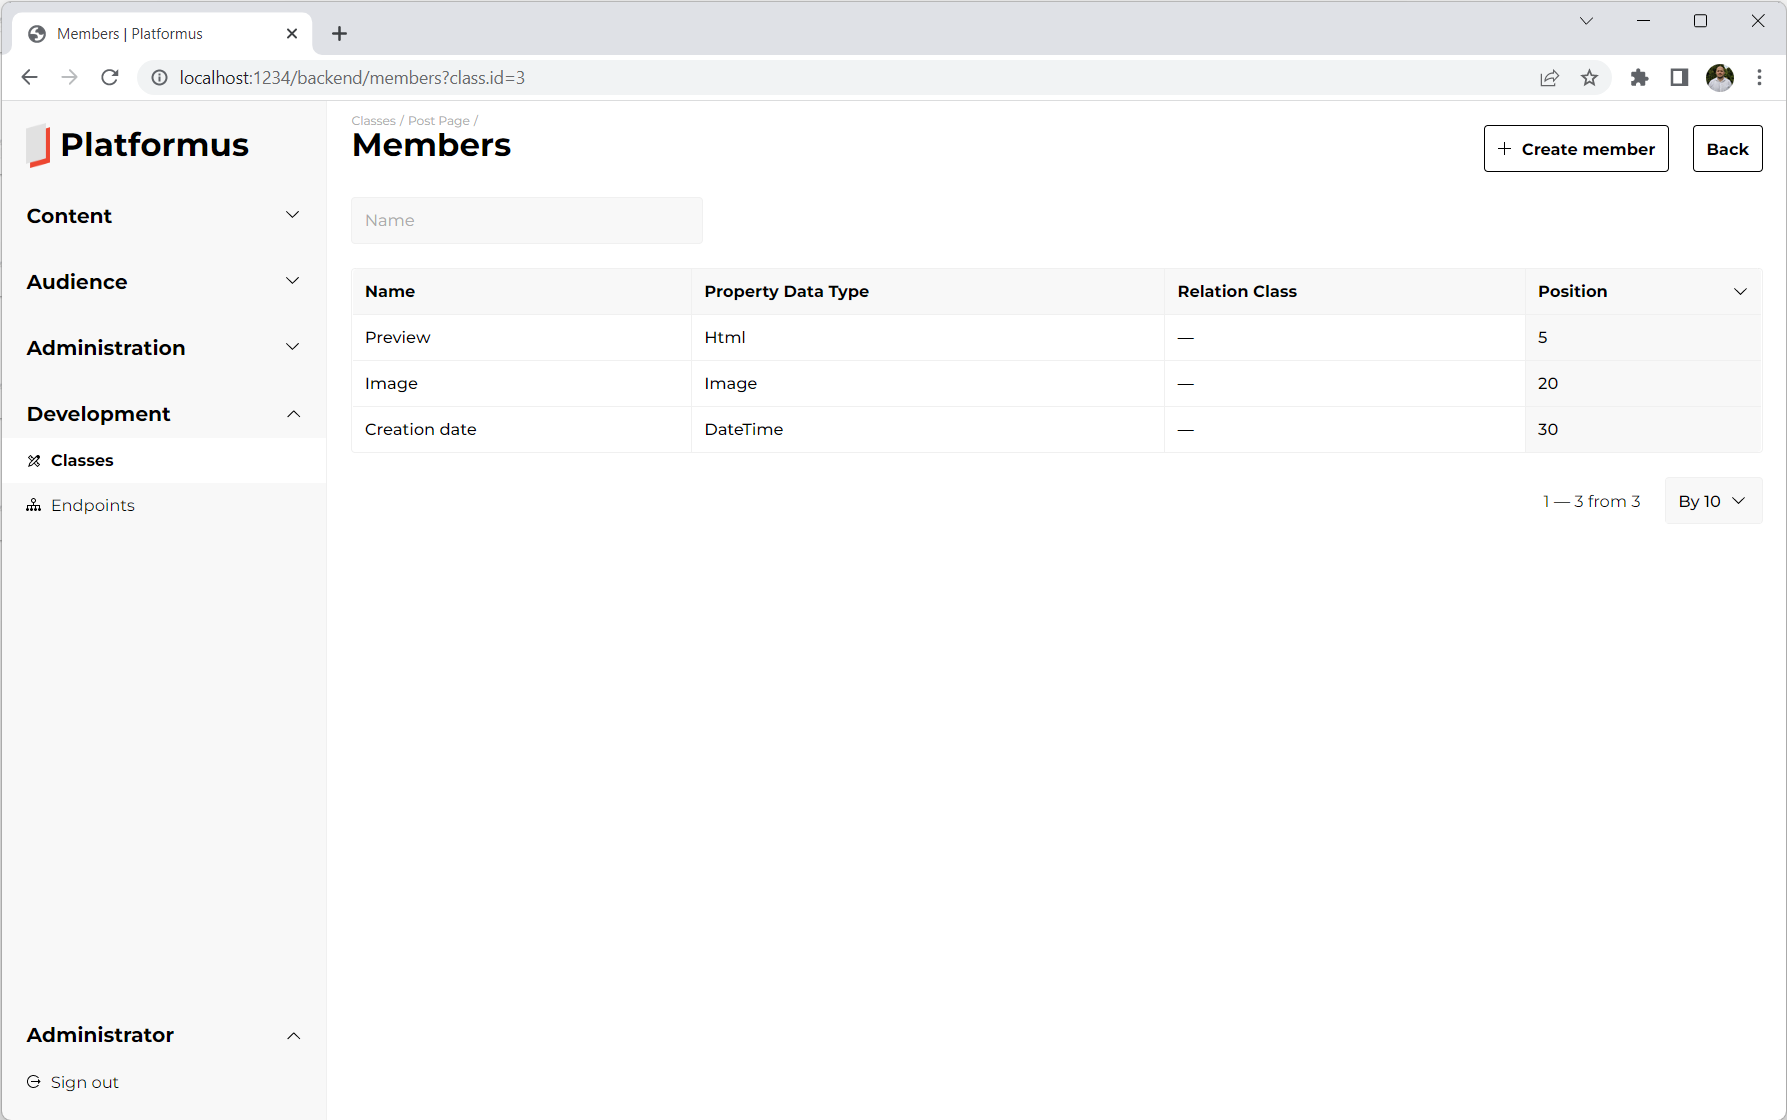 Members | Platformus
localhost:1234/backend/members?class.id=3
Platformus
Content
Audience
Administration
Development
Classes
Endpoints
Administrator
Sign out
Classes / Post Page /
Members
Create member
Back
Name
Name Property Data Type Relation Class Position
Preview Html — 5
Image Image — 20
Creation date DateTime — 30
1 — 3 from 3
By 10